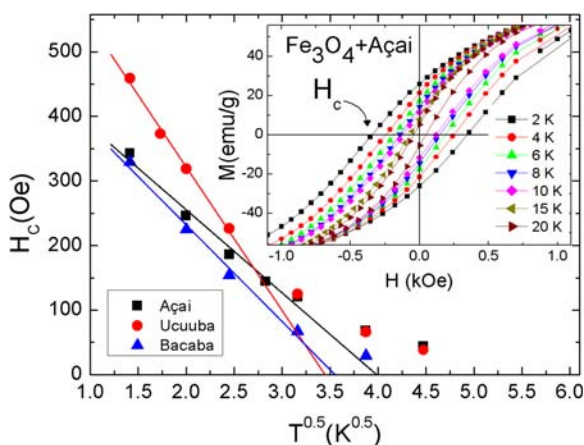 500
400
300
200
100
0
H_C(Oe)
1.0 1.5 2.0 2.5 3.0 3.5 4.0 4.5 5.0 5.5 6.0
T^0.5(K^0.5)
Açai
Ucuuba
Bacaba
Fe₃O₄+Açai
H_c
40
20
0
-20
-40
M(emu/g)
-1.0 -0.5 0.0 0.5 1.0
H (kOe)
2 K
4 K
6 K
8 K
10 K
15 K
20 K